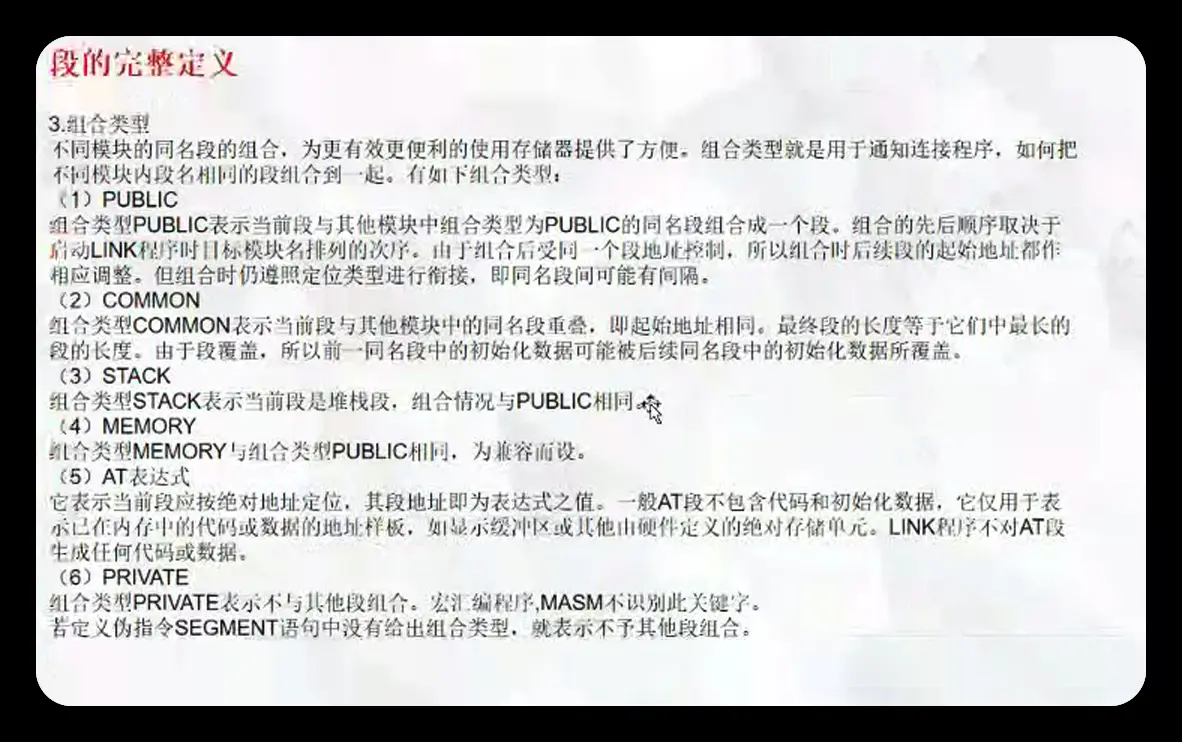 段的完整定义
3.组合类型
不同模块的同名段的组合，为更有效更便利的使用存储器提供了方便。组合类型就是用于通知连接程序，如何把
不同模块内段名相同的段组合到一起。有如下组合类型：
（1）PUBLIC
组合类型PUBLIC表示当前段与其他模块中组合类型为PUBLIC的同名段组合成一个段。组合的先后顺序取决于
启动LINK程序时目标模块名排列的次序。由于组合后受同一个段地址控制，所以组合时后续段的起始地址都作
相应调整。但组合时仍遵照定位类型进行衔接，即同名段间可能有间隔。
（2）COMMON
组合类型COMMON表示当前段与其他模块中的同名段重叠，即起始地址相同。最终段的长度等于它们中最长的
段的长度。由于段覆盖，所以前一同名段中的初始化数据可能被后续同名段中的初始化数据所覆盖。
（3）STACK
组合类型STACK表示当前段是堆栈段，组合情况与PUBLIC相同。
（4）MEMORY
组合类型MEMORY与组合类型PUBLIC相同，为兼容而设。
（5）AT表达式
它表示当前段应按绝对地址定位，其段地址即为表达式之值。一般AT段不包含代码和初始化数据，它仅用于表
示已在内存中的代码或数据的地址样板，如显示缓冲区或其他由硬件定义的绝对存储单元。LINK程序不对AT段
生成任何代码或数据。
（6）PRIVATE
组合类型PRIVATE表示不与其他段组合。宏汇编程序,MASM不识别此关键字。
若定义伪指令SEGMENT语句中没有给出组合类型，就表示不予其他段组合。